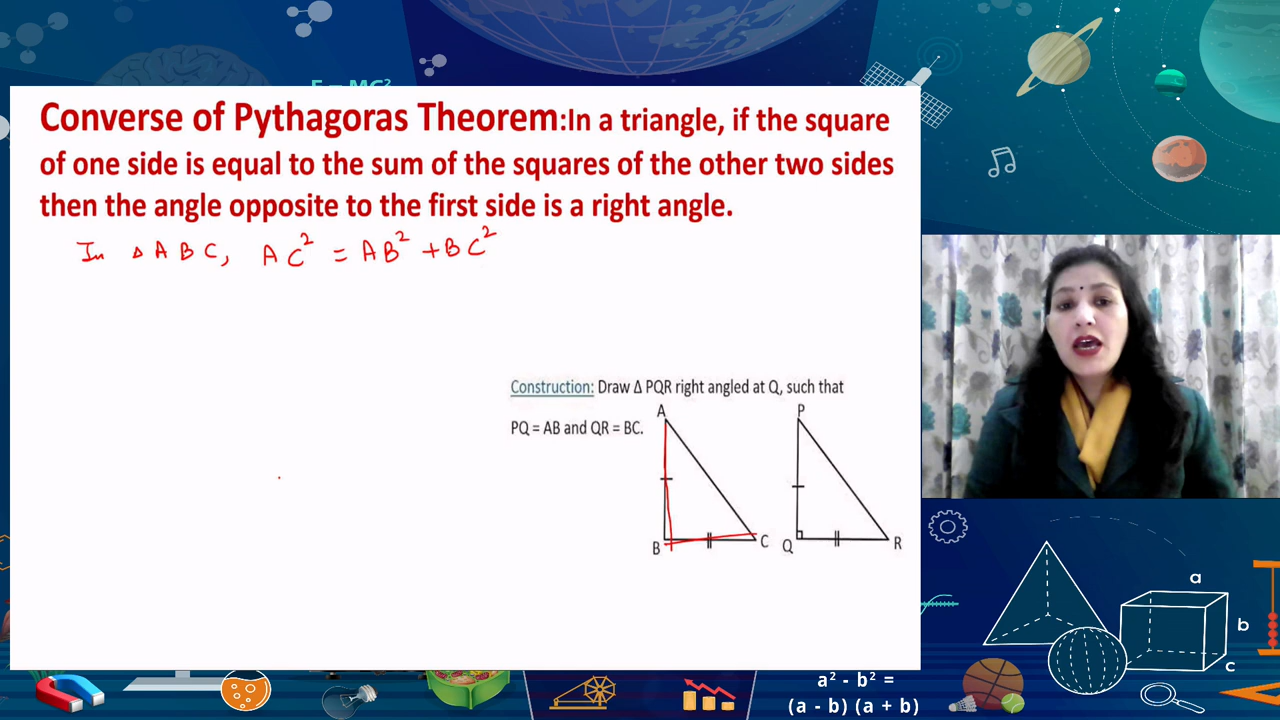 E = MC²
Converse of Pythagoras Theorem:In a triangle, if the square
of one side is equal to the sum of the squares of the other two sides
then the angle opposite to the first side is a right angle.
In Δ A B C, AC² = AB² + BC²
Construction: Draw Δ PQR right angled at Q, such that
PQ = AB and QR = BC.
A
P
B
C
Q
R
a
b
c
a² - b² =
(a - b) (a + b)